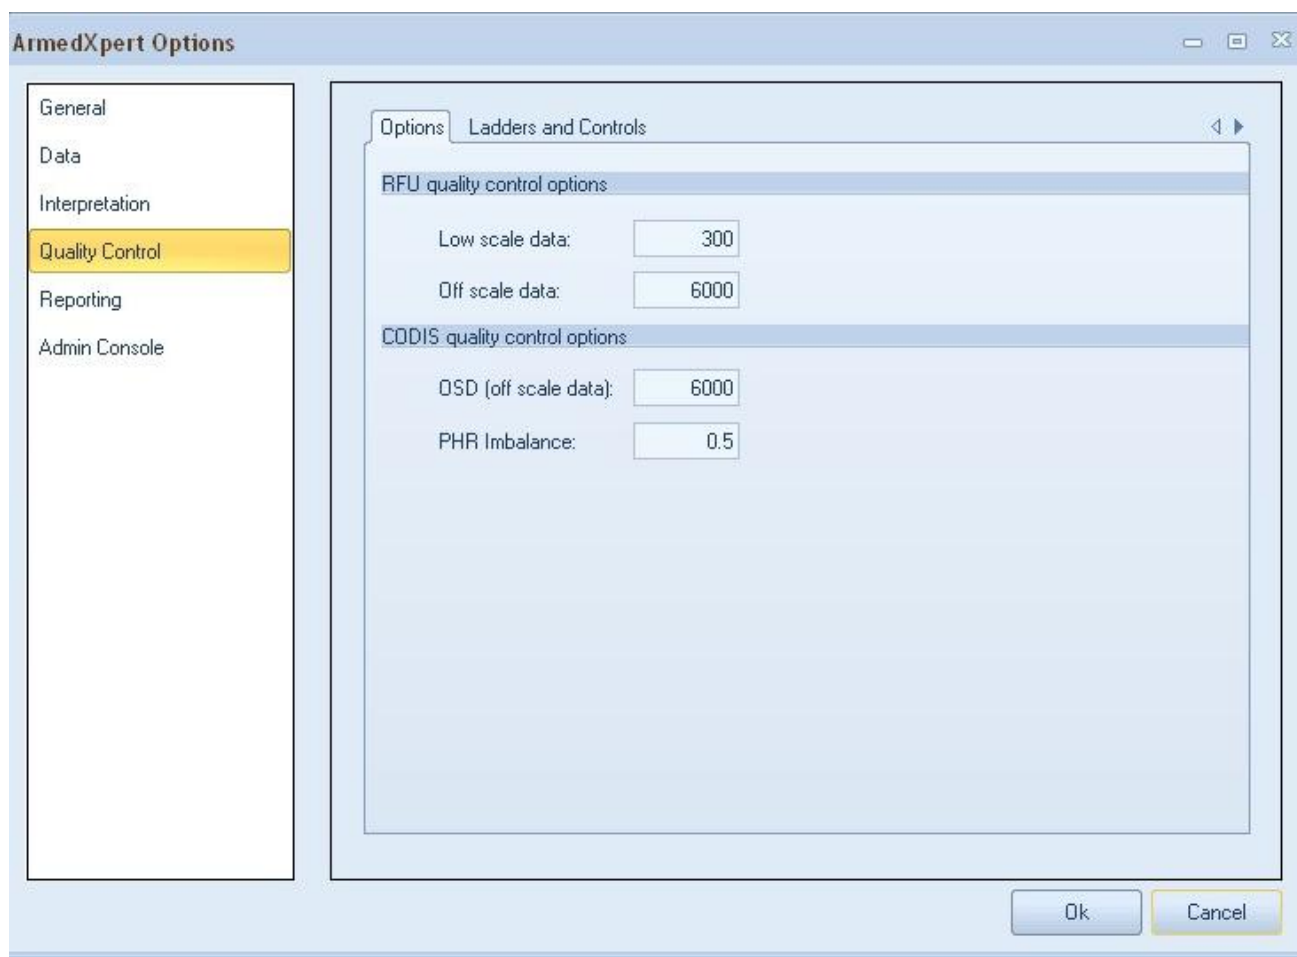 ArmedXpert Options
General
Data
Interpretation
Quality Control
Reporting
Admin Console
Options Ladders and Controls
RFU quality control options
Low scale data: 300
Off scale data: 6000
CODIS quality control options
OSD (off scale data): 6000
PHR Imbalance: 0.5
Ok Cancel